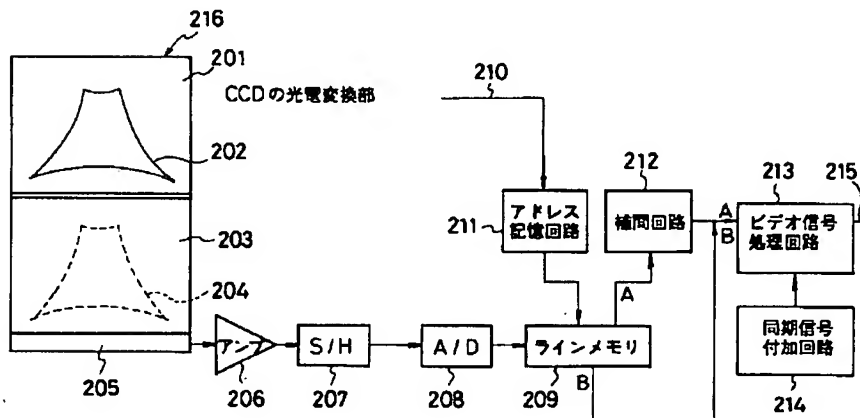 216
201
CCDの光電変換部
202
203
204
205
アンプ
206
S/H
207
A/D
208
ラインメモリ
209
210
アドレス
記憶回路
211
212
補間回路
A
B
A
B
213
215
ビデオ信号
処理回路
同期信号
付加回路
214